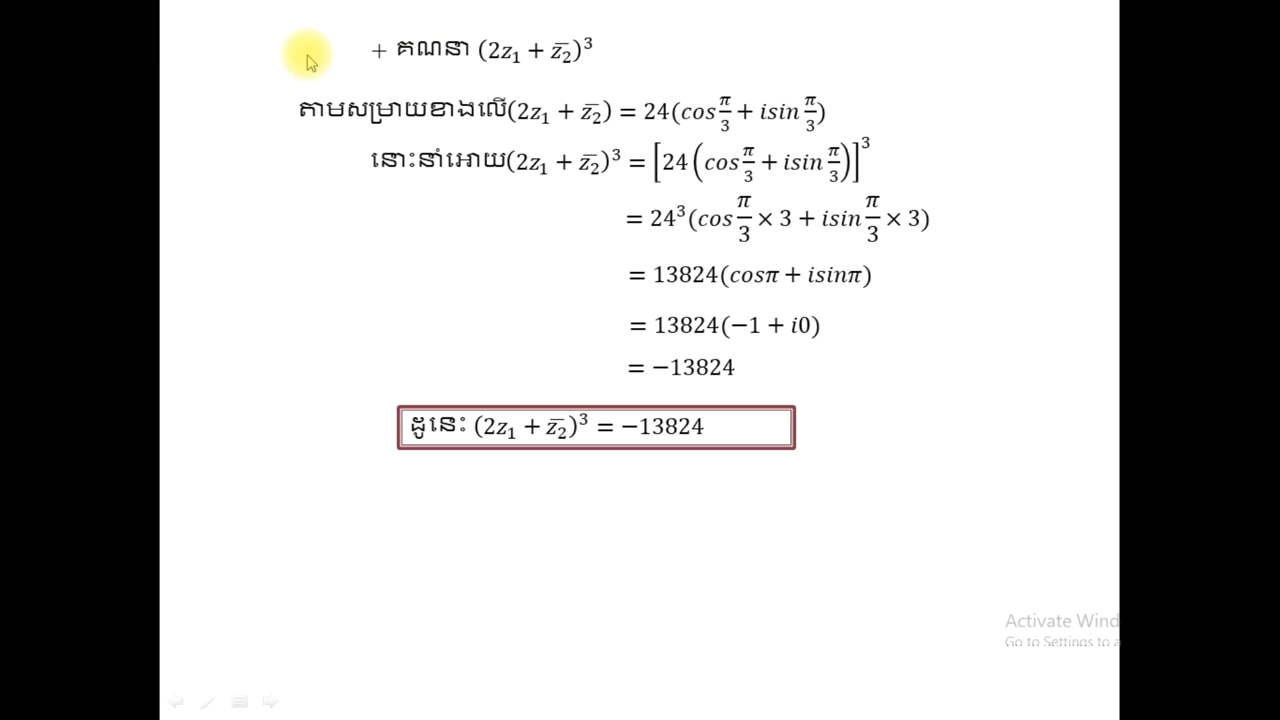 + គណនា (2z₁ + z̅₂)³
តាមសម្រាយខាងលើ(2z₁ + z̅₂) = 24(cos π/3 + isin π/3)
នោះនាំអោយ(2z₁ + z̅₂)³ = [24 (cos π/3 + isin π/3)]³
= 24³(cos π/3 × 3 + isin π/3 × 3)
= 13824(cosπ + isinπ)
= 13824(−1 + i0)
= −13824
ដូនេះ (2z₁ + z̅₂)³ = −13824
Activate Wind
Go to Settings to a